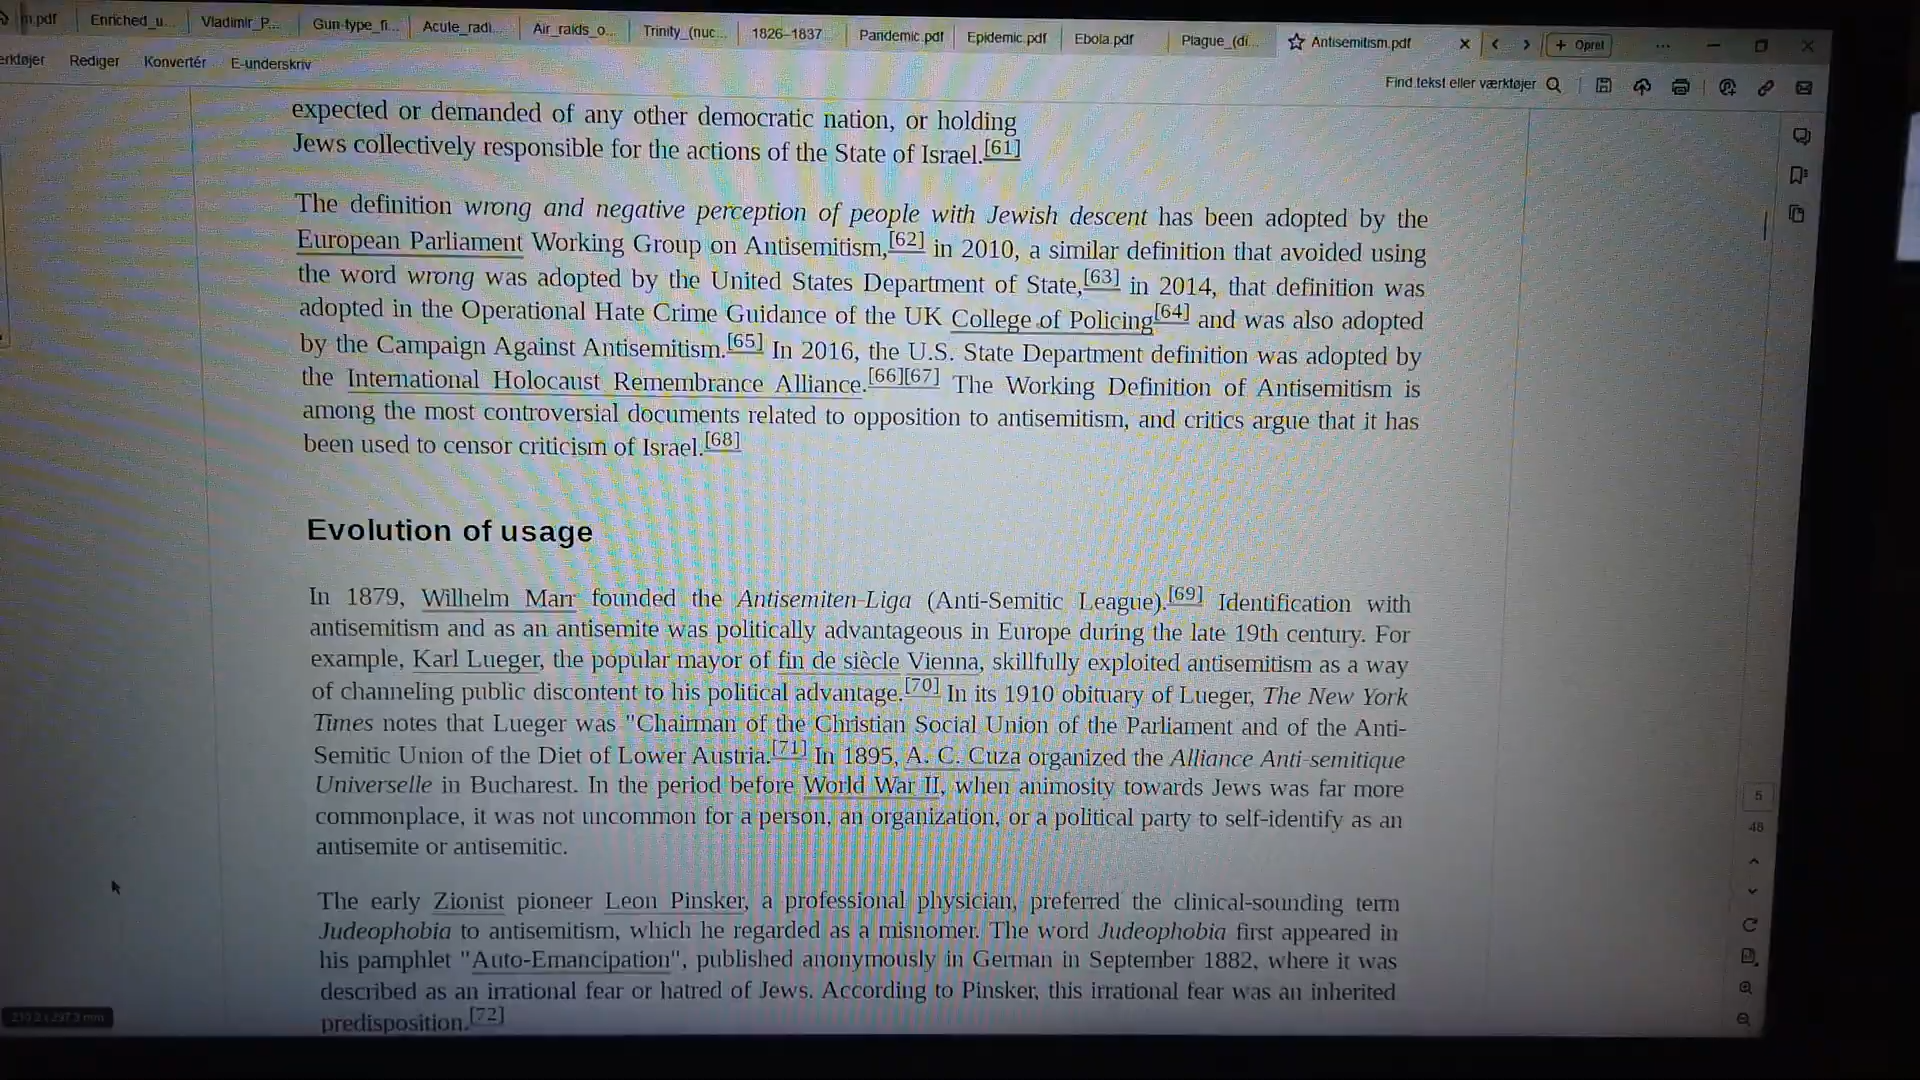 m.pdf
Enriched_u...
Vladimir_P...
Gun-type_fi...
Acute_radi...
Air_raids_o...
Trinity_(nuc...
1826–1837
Pandemic.pdf
Epidemic.pdf
Ebola.pdf
Plague_(di...
Antisemitism.pdf
+ Opret
Rediger
Konvertér
E-underskriv
Find tekst eller værktøjer
expected or demanded of any other democratic nation, or holding
Jews collectively responsible for the actions of the State of Israel.[61]
The definition wrong and negative perception of people with Jewish descent has been adopted by the
European Parliament Working Group on Antisemitism,[62] in 2010, a similar definition that avoided using
the word wrong was adopted by the United States Department of State,[63] in 2014, that definition was
adopted in the Operational Hate Crime Guidance of the UK College of Policing[64] and was also adopted
by the Campaign Against Antisemitism.[65] In 2016, the U.S. State Department definition was adopted by
the International Holocaust Remembrance Alliance.[66][67] The Working Definition of Antisemitism is
among the most controversial documents related to opposition to antisemitism, and critics argue that it has
been used to censor criticism of Israel.[68]
Evolution of usage
In 1879, Wilhelm Marr founded the Antisemiten-Liga (Anti-Semitic League).[69] Identification with
antisemitism and as an antisemite was politically advantageous in Europe during the late 19th century. For
example, Karl Lueger, the popular mayor of fin de siècle Vienna, skillfully exploited antisemitism as a way
of channeling public discontent to his political advantage.[70] In its 1910 obituary of Lueger, The New York
Times notes that Lueger was "Chairman of the Christian Social Union of the Parliament and of the Anti-
Semitic Union of the Diet of Lower Austria.[71] In 1895, A. C. Cuza organized the Alliance Anti-semitique
Universelle in Bucharest. In the period before World War II, when animosity towards Jews was far more
commonplace, it was not uncommon for a person, an organization, or a political party to self-identify as an
antisemite or antisemitic.
The early Zionist pioneer Leon Pinsker, a professional physician, preferred the clinical-sounding term
Judeophobia to antisemitism, which he regarded as a misnomer. The word Judeophobia first appeared in
his pamphlet "Auto-Emancipation", published anonymously in German in September 1882, where it was
described as an irrational fear or hatred of Jews. According to Pinsker, this irrational fear was an inherited
predisposition.[72]
5
48